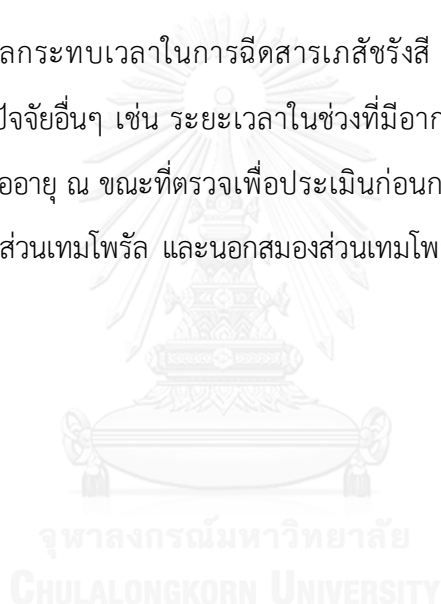 ลกระทบเวลาในการฉีดสารเภสัชรังสี
ปัจจัยอื่นๆ เช่น ระยะเวลาในช่วงที่มีอาก
ออายุ ณ ขณะที่ตรวจเพื่อประเมินก่อนก
ส่วนเทมโพรัล และนอกสมองส่วนเทมโพ
จุฬาลงกรณ์มหาวิทยาลัย
CHULALONGKORN UNIVERSITY